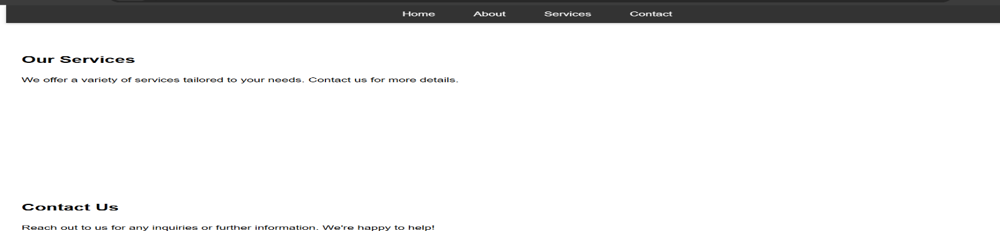 Home About Services Contact
Our Services
We offer a variety of services tailored to your needs. Contact us for more details.
Contact Us
Reach out to us for any inquiries or further information. We're happy to help!